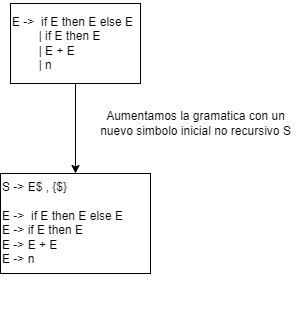 E -> if E then E else E
| if E then E
| E + E
| n
Aumentamos la gramatica con un
nuevo simbolo inicial no recursivo S
S -> E$ , {$}
E -> if E then E else E
E -> if E then E
E -> E + E
E -> n